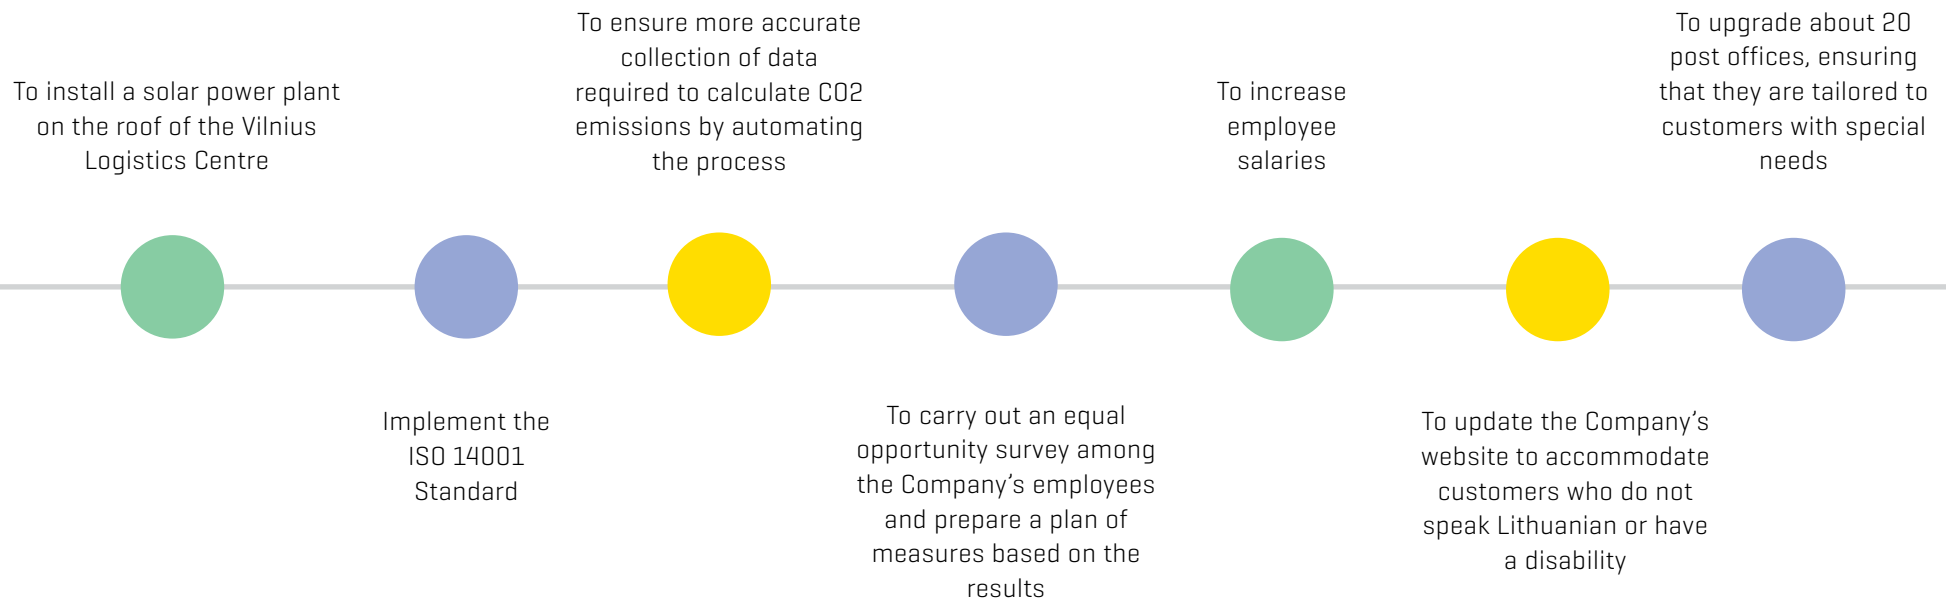 To install a solar power plant
on the roof of the Vilnius
Logistics Centre
Implement the
ISO 14001
Standard
To ensure more accurate
collection of data
required to calculate CO2
emissions by automating
the process
To carry out an equal
opportunity survey among
the Company’s employees
and prepare a plan of
measures based on the
results
To increase
employee
salaries
To update the Company’s
website to accommodate
customers who do not
speak Lithuanian or have
a disability
To upgrade about 20
post offices, ensuring
that they are tailored to
customers with special
needs